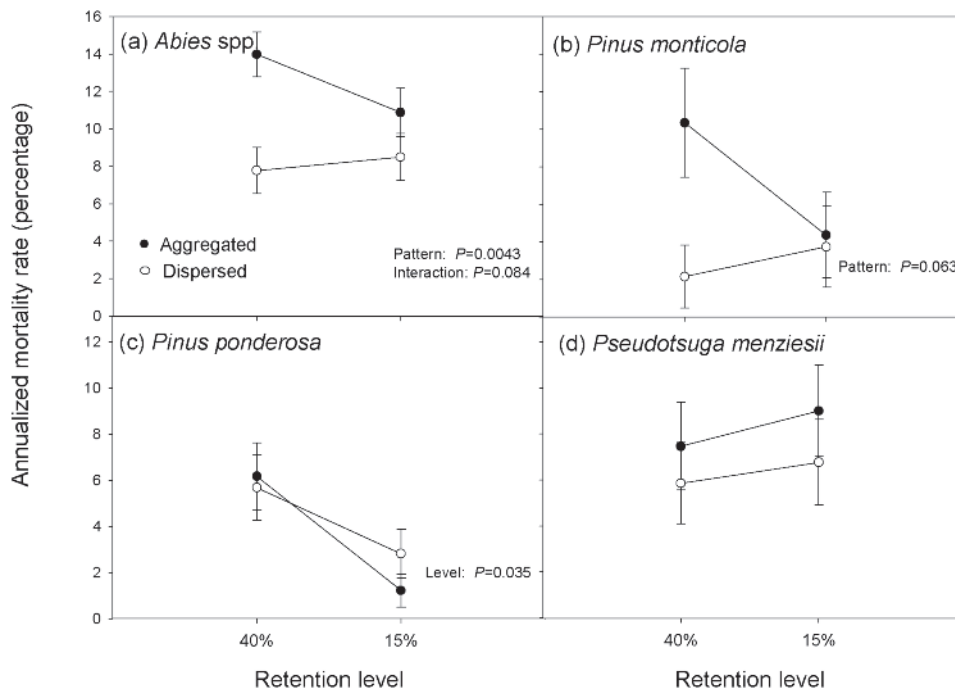 16
14
12
10
8
6
4
2
0
(a) Abies spp
Aggregated
Dispersed
Pattern: P=0.0043
Interaction: P=0.084
(b) Pinus monticola
Pattern: P=0.063
12
10
8
6
4
2
0
(c) Pinus ponderosa
Level: P=0.035
(d) Pseudotsuga menziesii
Annualized mortality rate (percentage)
40%
15%
40%
15%
Retention level
Retention level